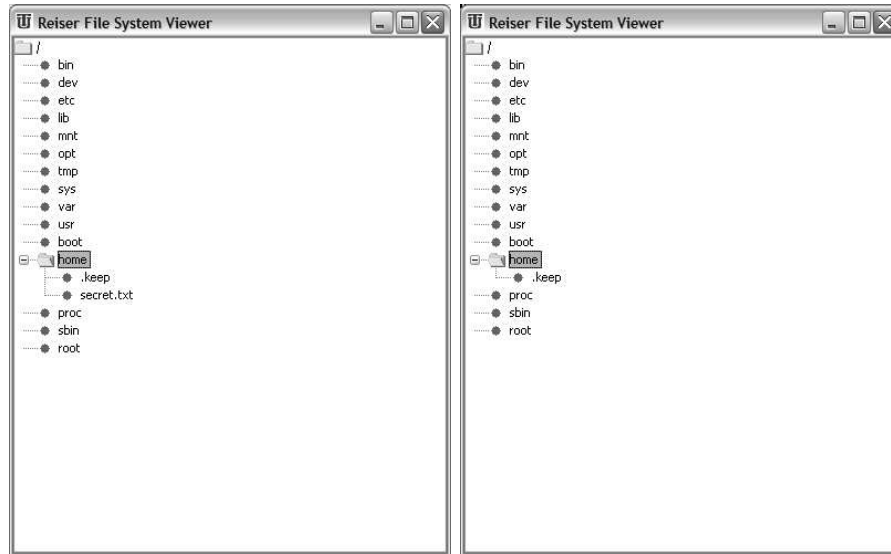 Reiser File System Viewer
/
bin
dev
etc
lib
mnt
opt
tmp
sys
var
usr
boot
home
.keep
secret.txt
proc
sbin
root
Reiser File System Viewer
/
bin
dev
etc
lib
mnt
opt
tmp
sys
var
usr
boot
home
.keep
proc
sbin
root